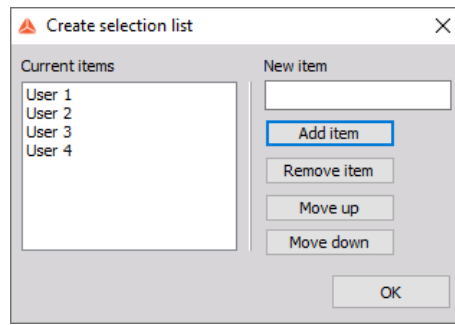 Create selection list
Current items
User 1
User 2
User 3
User 4
New item
Add item
Remove item
Move up
Move down
OK